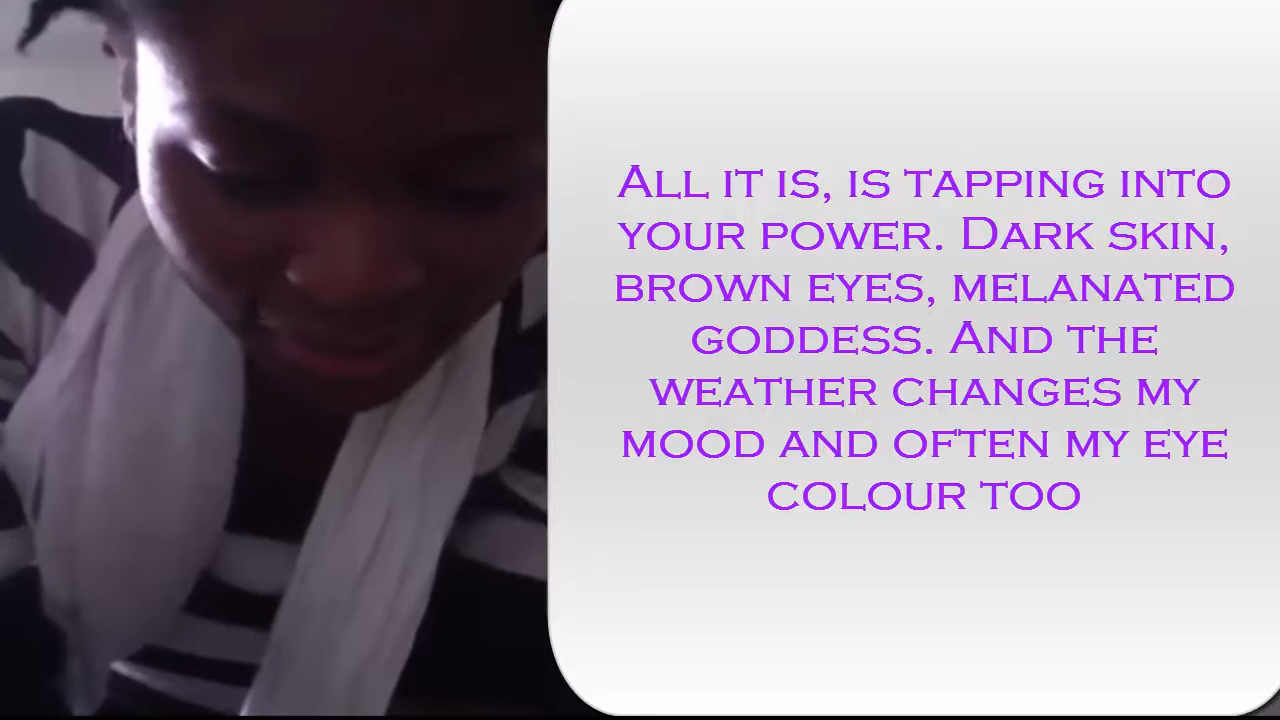 All it is, is tapping into
your power. Dark skin,
brown eyes, melanated
goddess. And the
weather changes my
mood and often my eye
colour too